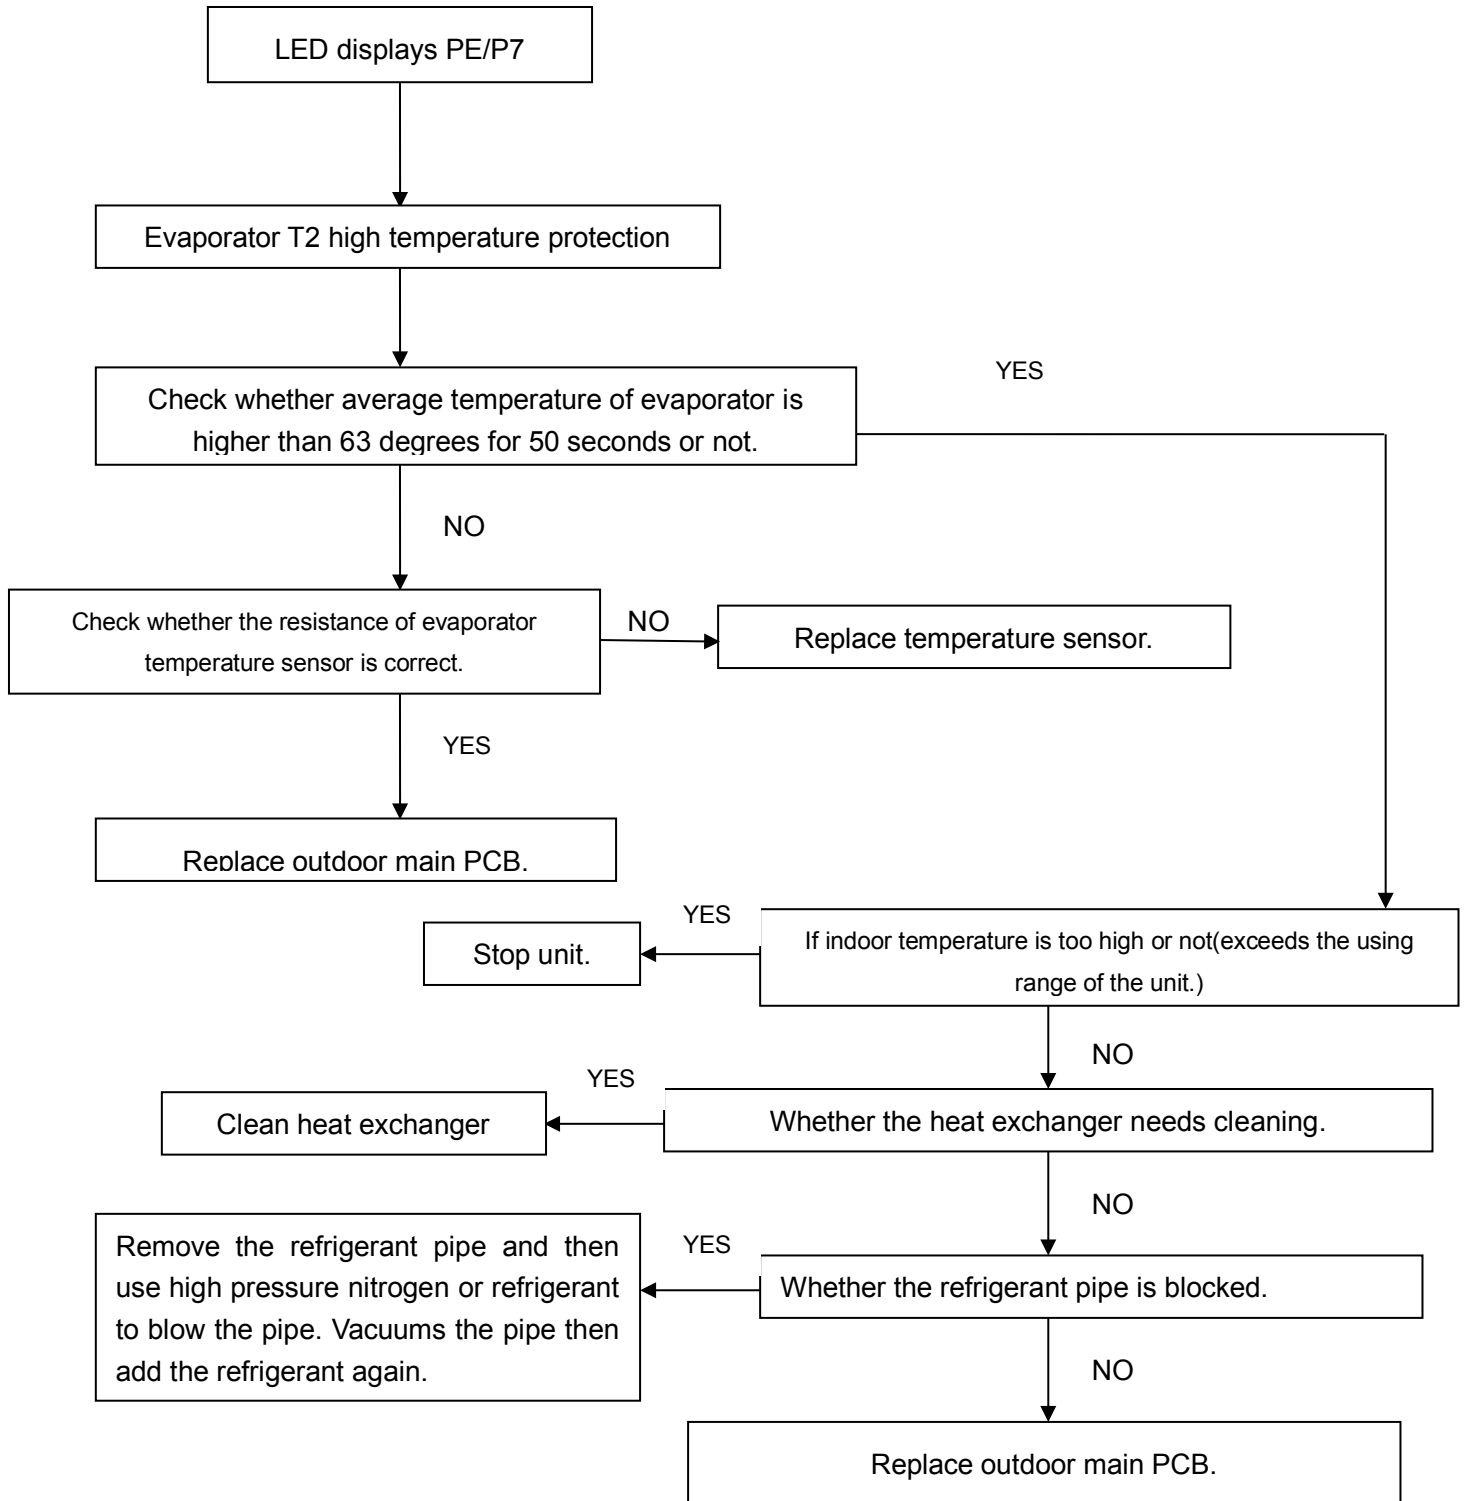 LED displays PE/P7
Evaporator T2 high temperature protection
YES
Check whether average temperature of evaporator is
higher than 63 degrees for 50 seconds or not.
NO
Check whether the resistance of evaporator
temperature sensor is correct.
NO
Replace temperature sensor.
YES
Replace outdoor main PCB.
YES
Stop unit.
If indoor temperature is too high or not(exceeds the using
range of the unit.)
NO
YES
Clean heat exchanger
Whether the heat exchanger needs cleaning.
NO
Remove the refrigerant pipe and then
use high pressure nitrogen or refrigerant
to blow the pipe. Vacuums the pipe then
add the refrigerant again.
YES
Whether the refrigerant pipe is blocked.
NO
Replace outdoor main PCB.